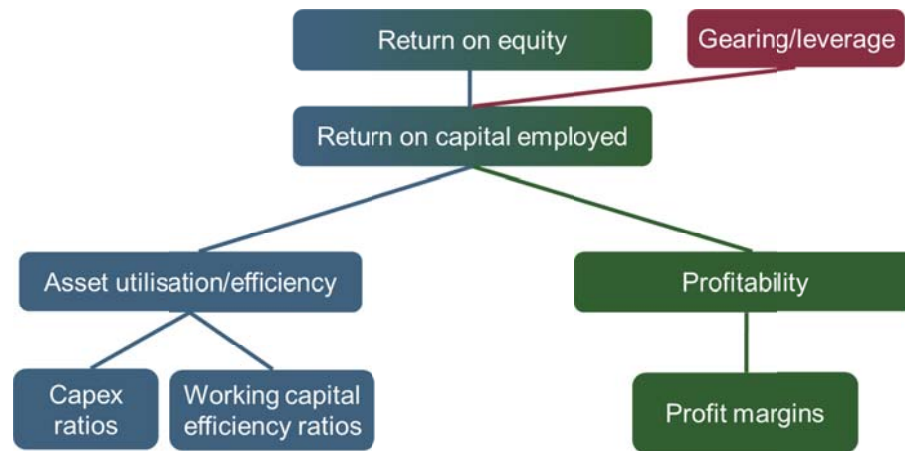 Return on equity
Gearing/leverage
Return on capital employed
Asset utilisation/efficiency
Profitability
Capex
ratios
Working capital
efficiency ratios
Profit margins